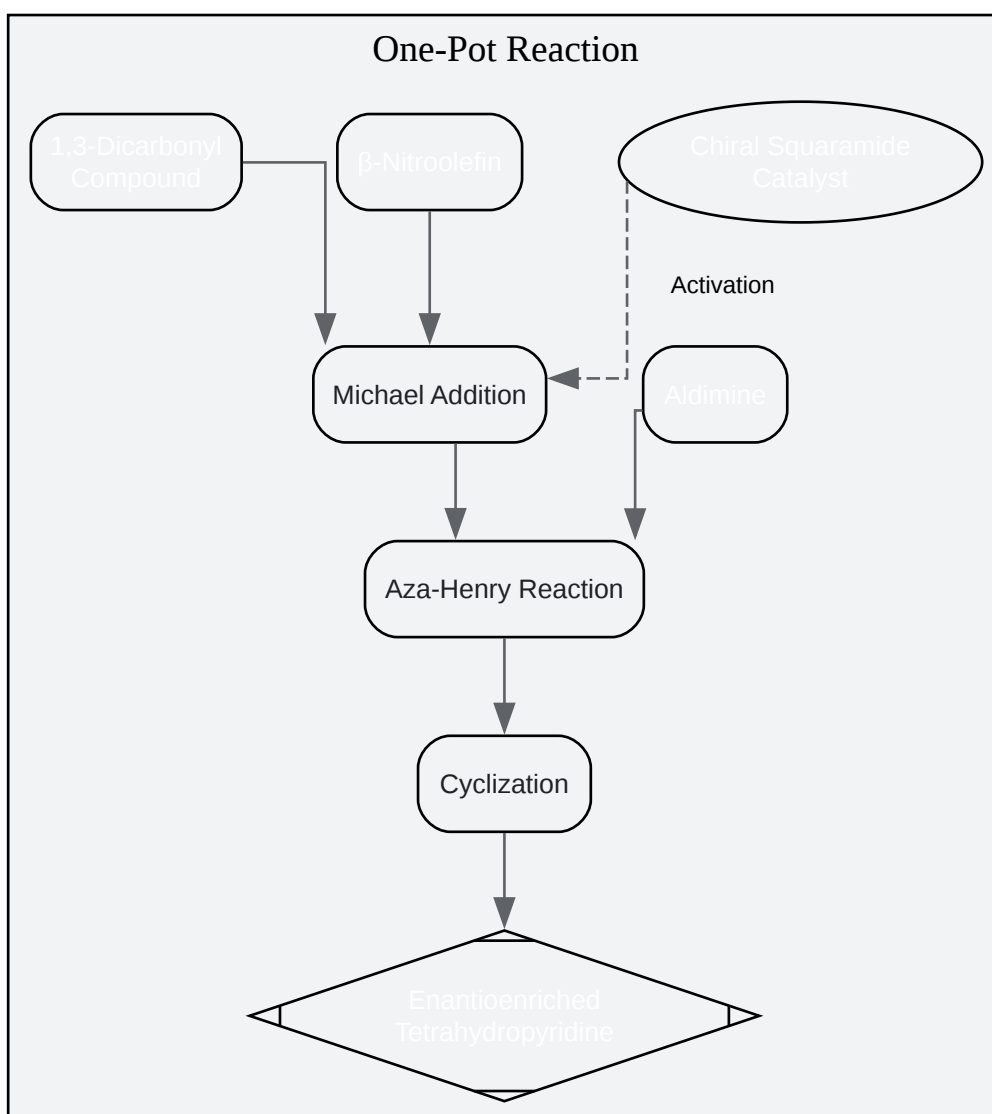 One-Pot Reaction
1,3-Dicarbonyl
Compound
β-Nitroolefin
Chiral Squaramide
Catalyst
Activation
Michael Addition
Aldimine
Aza-Henry Reaction
Cyclization
Enantioenriched
Tetrahydropyridine